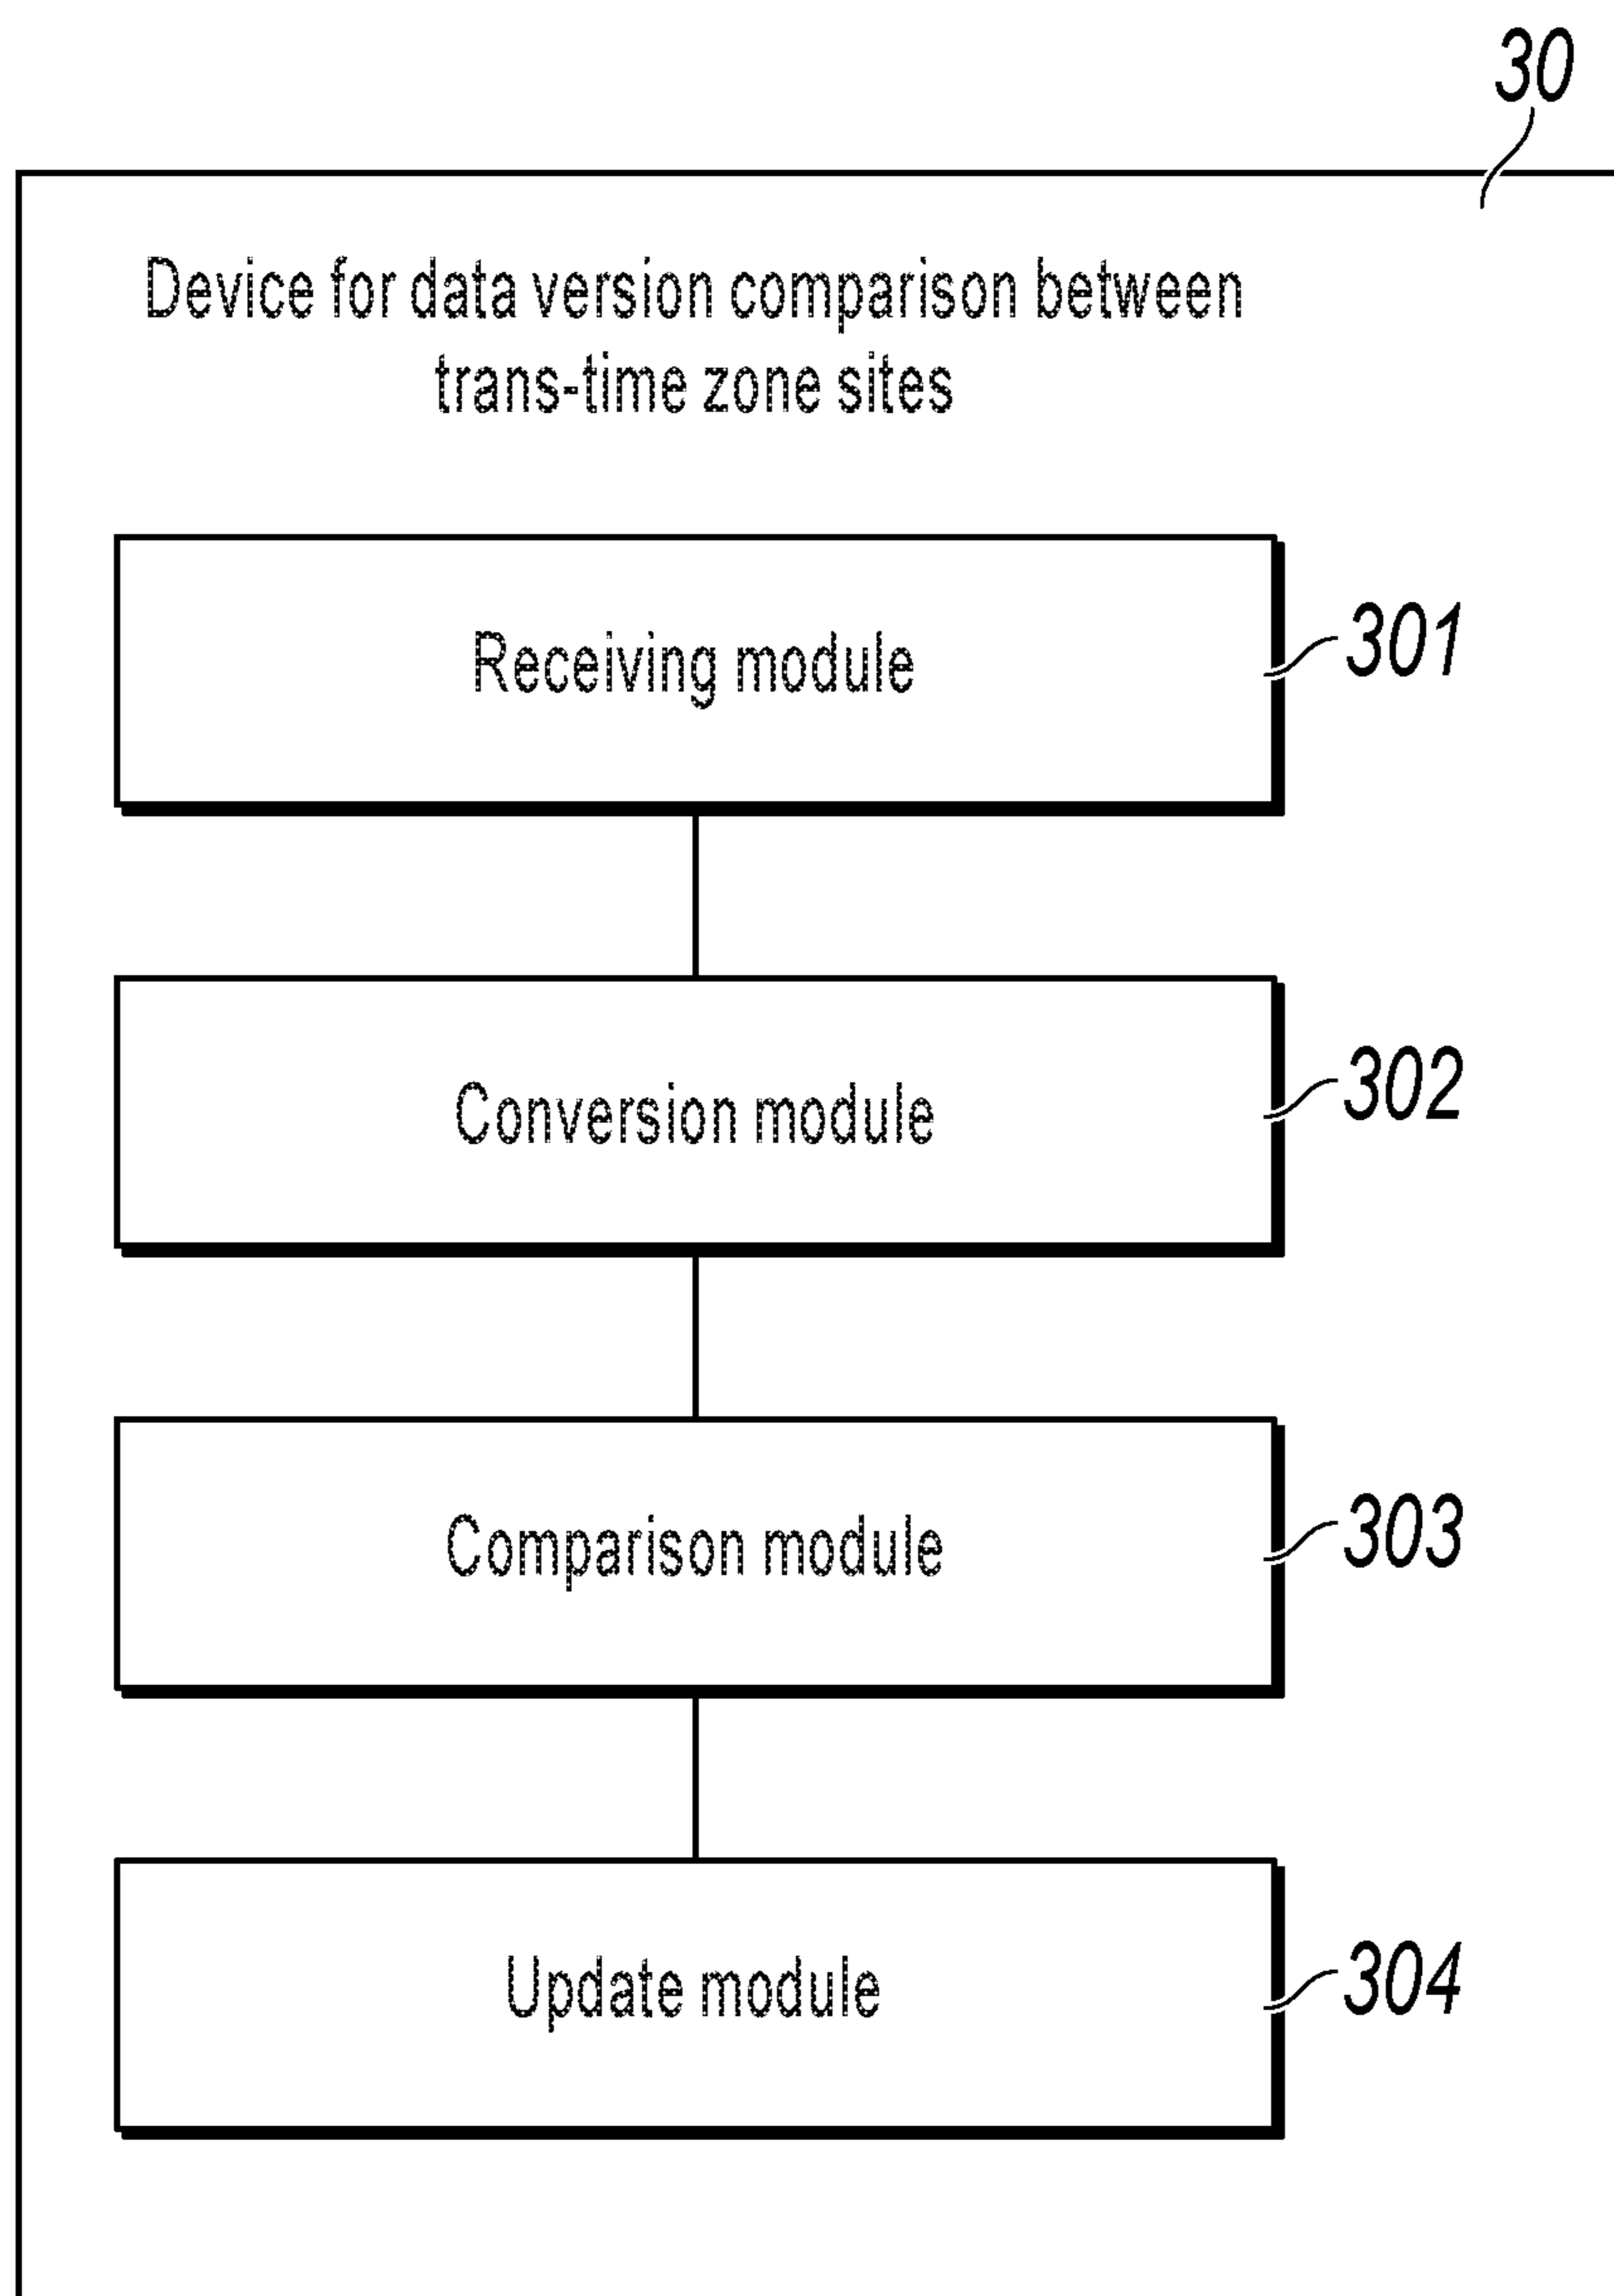 30
Device for data version comparison between
trans-time zone sites
Receiving module
301
Conversion module
302
Comparison module
303
Update module
304